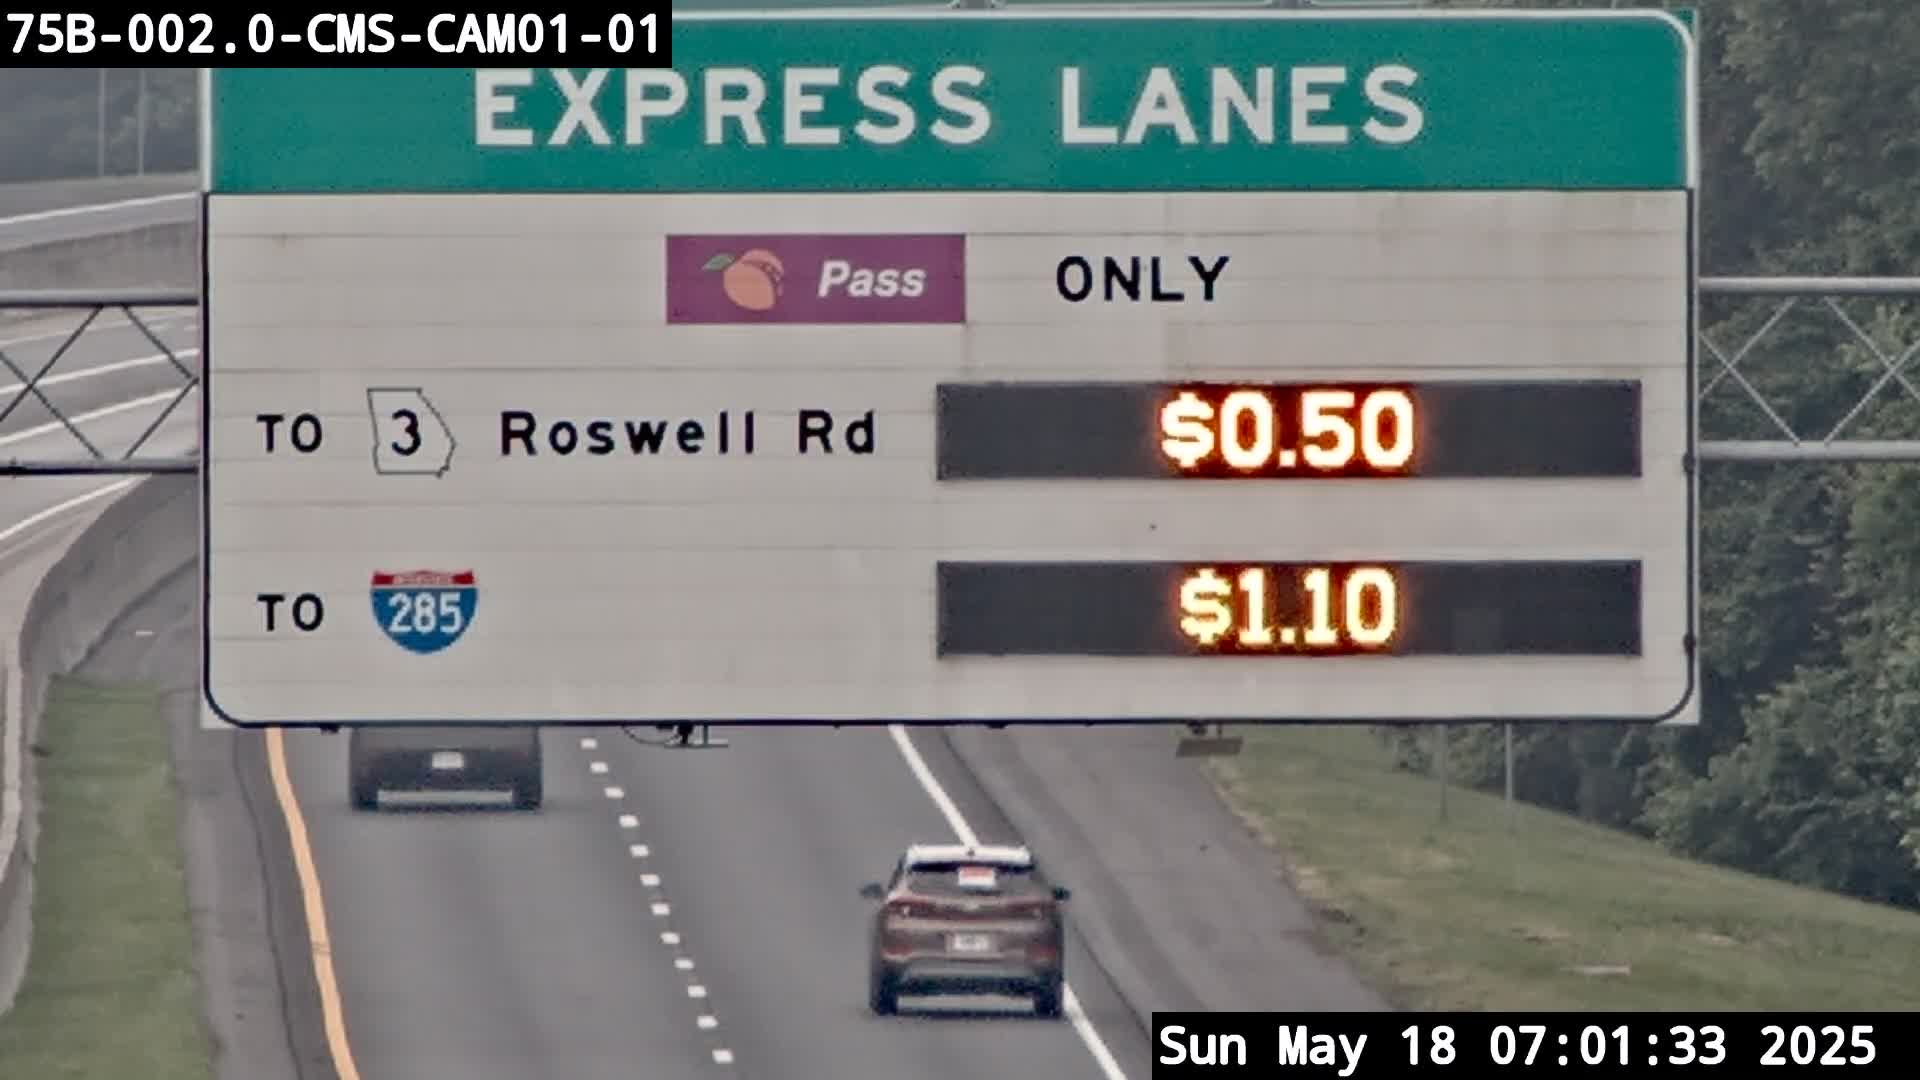 75B-002.0-CMS-CAM01-01
EXPRESS LANES
Pass ONLY
TO 3 Roswell Rd $0.50
TO 285 $1.10
Sun May 18 07:01:33 2025